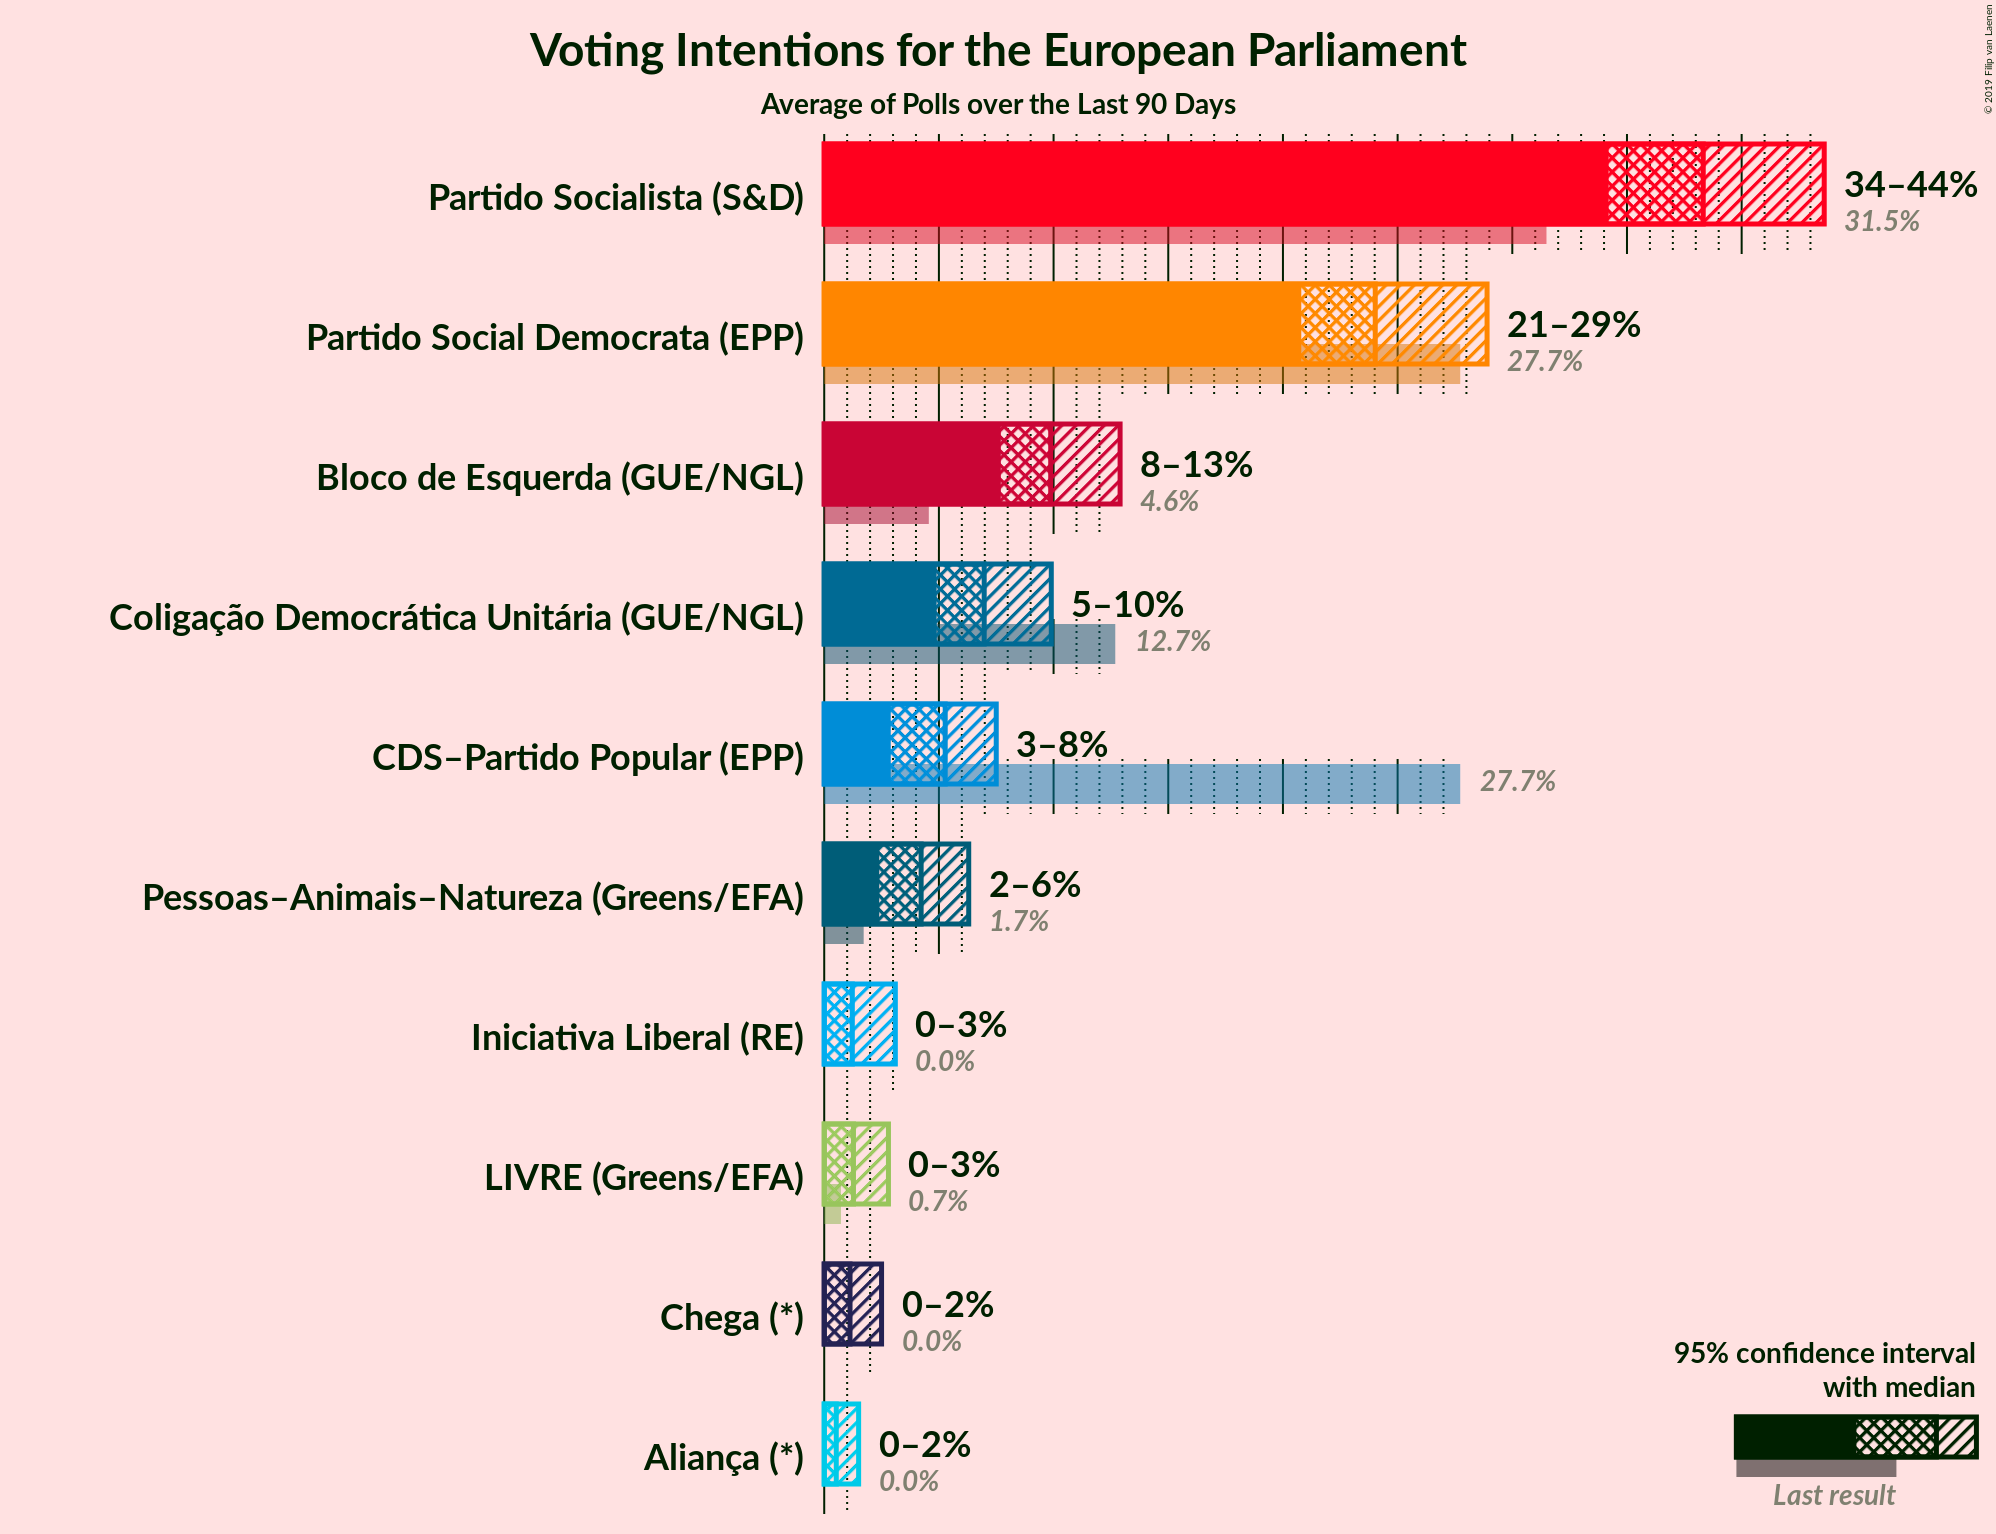 Voting Intentions for the European Parliament
Average of Polls over the Last 90 Days
© 2019 Filip van Laenen
Partido Socialista (S&D)
34–44%
31.5%
Partido Social Democrata (EPP)
21–29%
27.7%
Bloco de Esquerda (GUE/NGL)
8–13%
4.6%
Coligação Democrática Unitária (GUE/NGL)
5–10%
12.7%
CDS–Partido Popular (EPP)
3–8%
27.7%
Pessoas–Animais–Natureza (Greens/EFA)
2–6%
1.7%
Iniciativa Liberal (RE)
0–3%
0.0%
LIVRE (Greens/EFA)
0–3%
0.7%
Chega (*)
0–2%
0.0%
Aliança (*)
0–2%
0.0%
95% confidence interval
with median
Last result